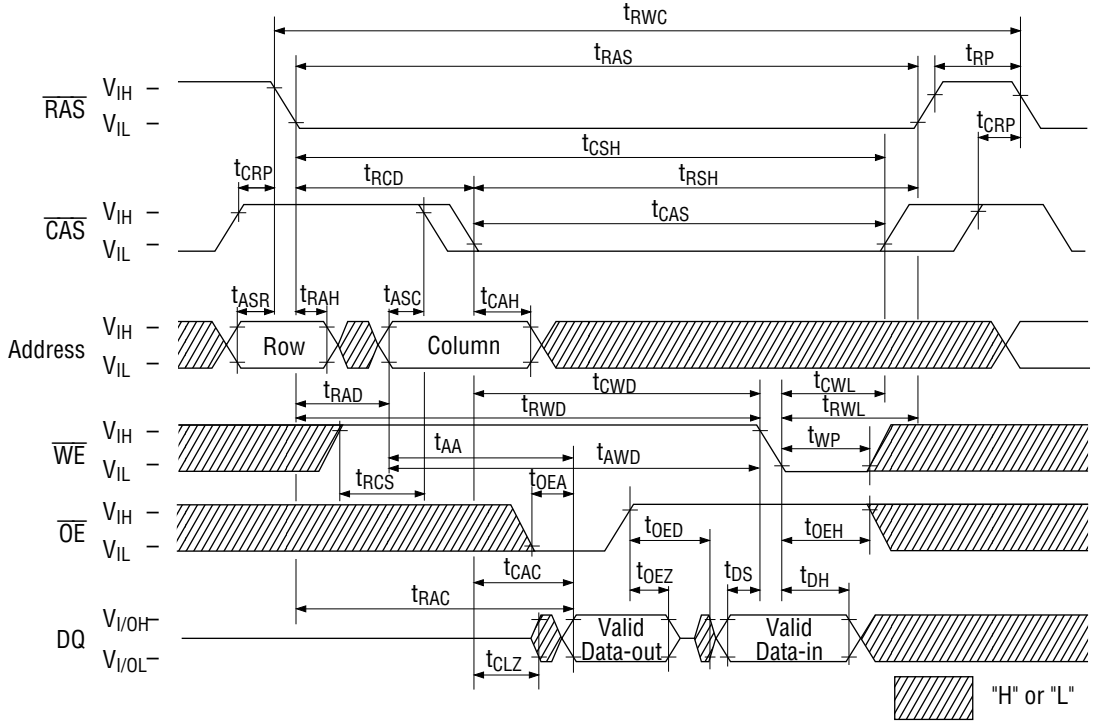 tRWC
tRAS
tRP
RAS
VIH –
VIL –
tCSH
tCRP
tCRP
tRCD
tRSH
CAS
VIH –
VIL –
tCAS
tASR
tRAH
tASC
tCAH
Address
VIH –
VIL –
Row
Column
tRAD
tCWD
tCWL
tRWD
tRWL
WE
VIH –
VIL –
tAA
tWP
tAWD
tRCS
tOEA
OE
VIH –
VIL –
tOED
tOEH
tCAC
tOEZ
tDS
tDH
tRAC
DQ
VI/OH –
VI/OL –
Valid
Data-out
Valid
Data-in
tCLZ
"H" or "L"